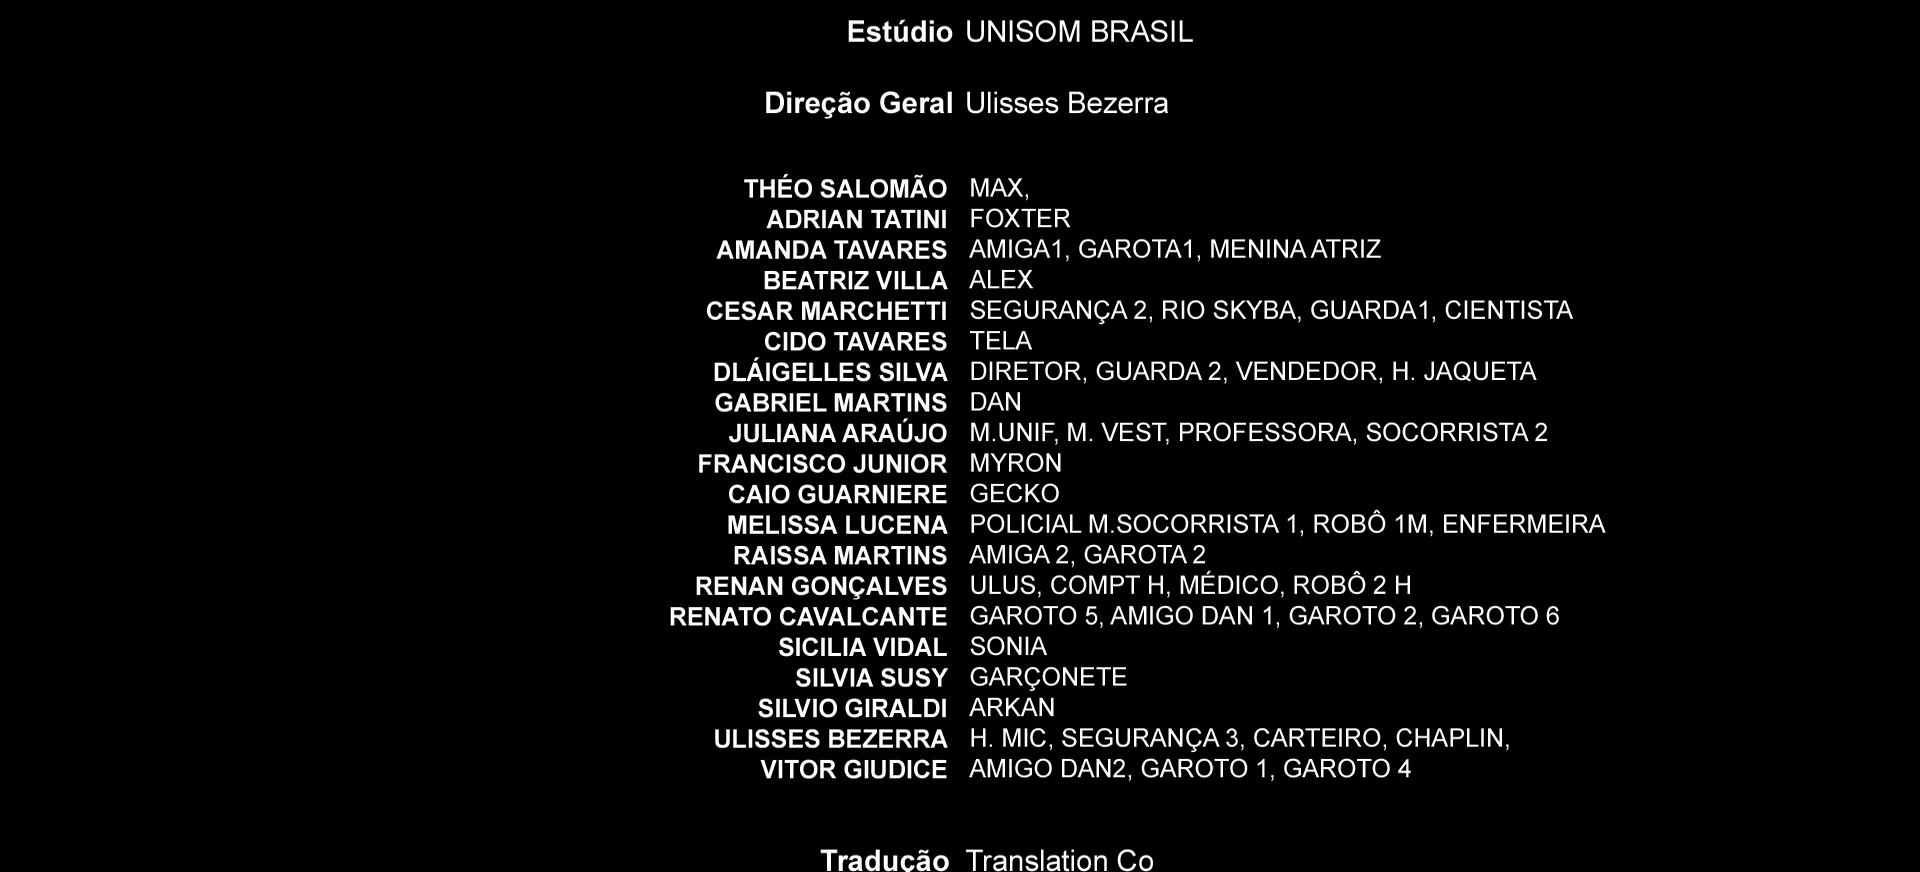 Estúdio UNISOM BRASIL
Direção Geral Ulisses Bezerra
THÉO SALOMÃO MAX,
ADRIAN TATINI FOXTER
AMANDA TAVARES AMIGA1, GAROTA1, MENINA ATRIZ
BEATRIZ VILLA ALEX
CESAR MARCHETTI SEGURANÇA 2, RIO SKYBA, GUARDA1, CIENTISTA
CIDO TAVARES TELA
DLÁIGELLES SILVA DIRETOR, GUARDA 2, VENDEDOR, H. JAQUETA
GABRIEL MARTINS DAN
JULIANA ARAÚJO M.UNIF, M. VEST, PROFESSORA, SOCORRISTA 2
FRANCISCO JUNIOR MYRON
CAIO GUARNIERE GECKO
MELISSA LUCENA POLICIAL M.SOCORRISTA 1, ROBÔ 1M, ENFERMEIRA
RAISSA MARTINS AMIGA 2, GAROTA 2
RENAN GONÇALVES ULUS, COMPT H, MÉDICO, ROBÔ 2 H
RENATO CAVALCANTE GAROTO 5, AMIGO DAN 1, GAROTO 2, GAROTO 6
SICILIA VIDAL SONIA
SILVIA SUSY GARÇONETE
SILVIO GIRALDI ARKAN
ULISSES BEZERRA H. MIC, SEGURANÇA 3, CARTEIRO, CHAPLIN,
VITOR GIUDICE AMIGO DAN2, GAROTO 1, GAROTO 4
Tradução Translation Co